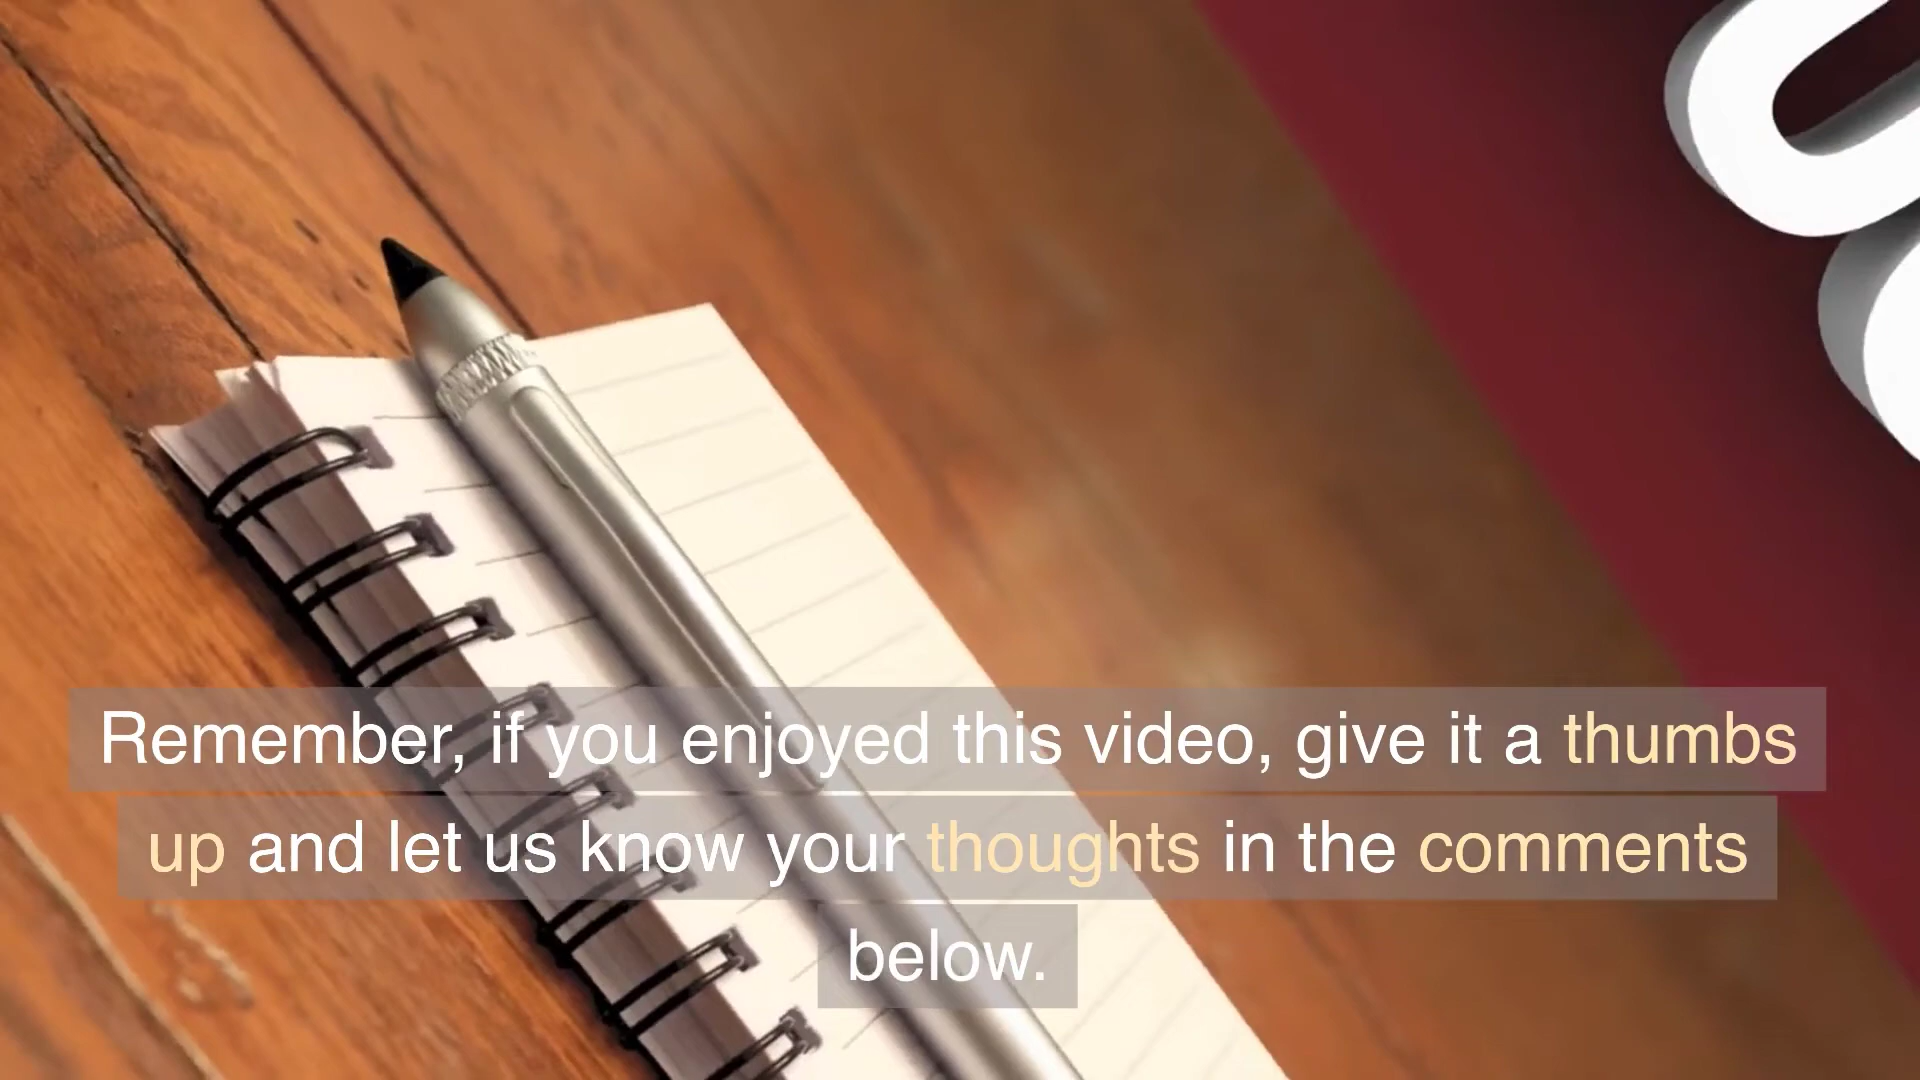 Remember, if you enjoyed this video, give it a thumbs
up and let us know your thoughts in the comments
below.